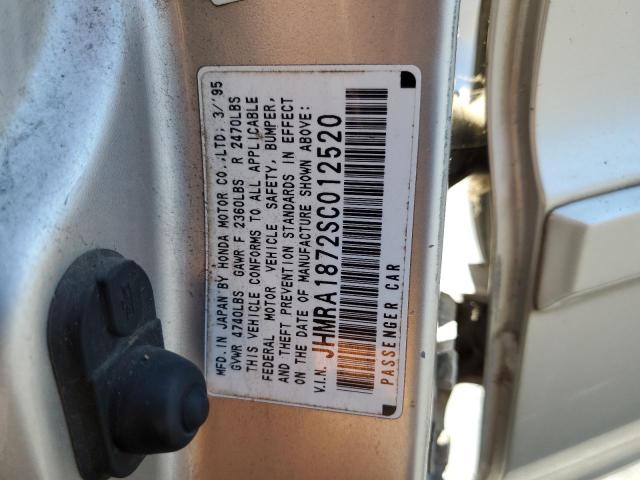 MFD. IN JAPAN BY HONDA MOTOR CO.,LTD; 3/'95
GVWR 4740LBS GAWR F 2360LBS R 2470LBS
THIS VEHICLE CONFORMS TO ALL APPLICABLE
FEDERAL MOTOR VEHICLE SAFETY, BUMPER,
AND THEFT PREVENTION STANDARDS IN EFFECT
ON THE DATE OF MANUFACTURE SHOWN ABOVE:
V.I.N. JHMRA1872SC012520
PASSENGER CAR